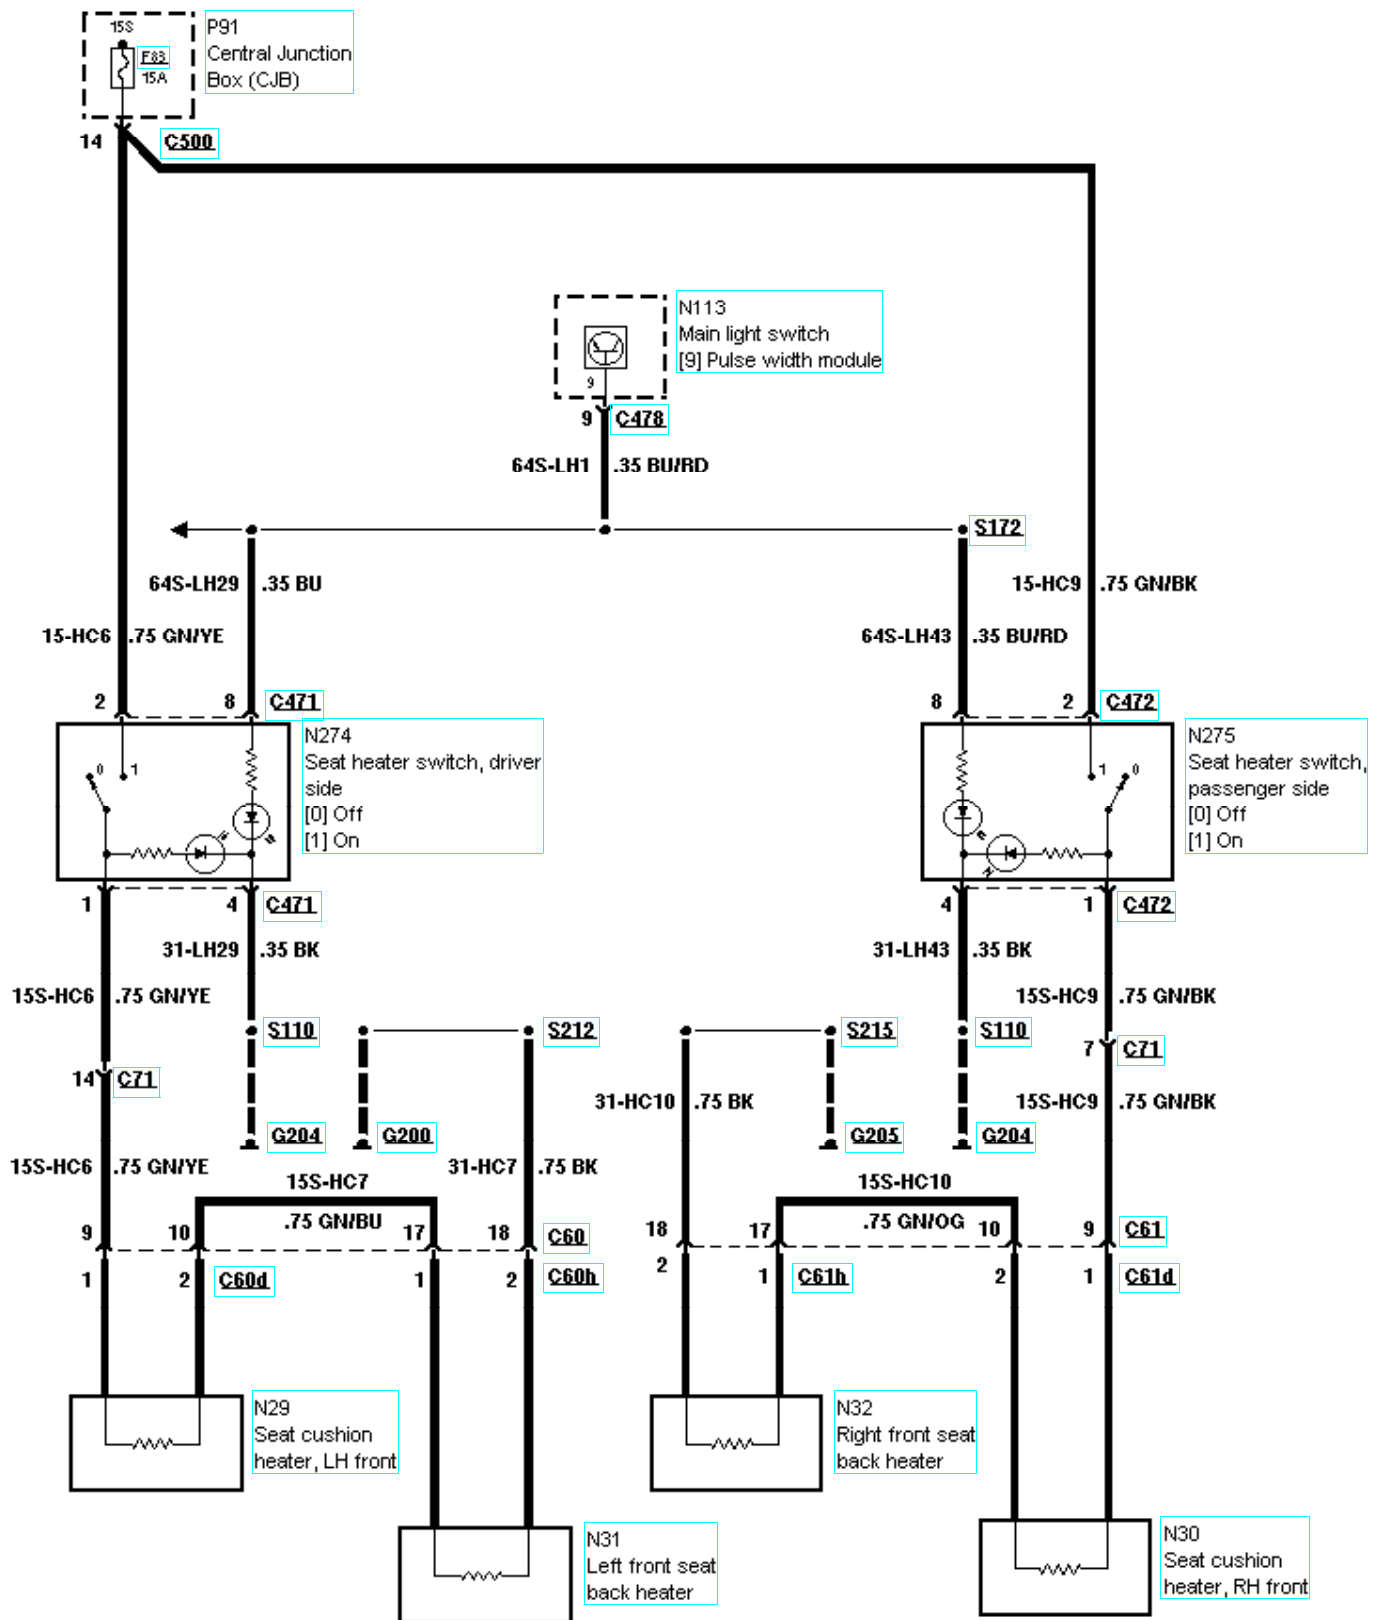 15S
F83
15A
P91
Central Junction
Box (CJB)
14
C500
N113
Main light switch
[9] Pulse width module
9
9
C478
64S-LH1
.35 BU/RD
S172
64S-LH29
.35 BU
15-HC9
.75 GN/BK
15-HC6
.75 GN/YE
64S-LH43
.35 BU/RD
2
8
C471
8
2
C472
N274
Seat heater switch, driver
side
[0] Off
[1] On
0
1
N275
Seat heater switch,
passenger side
[0] Off
[1] On
1
0
1
4
C471
4
1
C472
31-LH29
.35 BK
31-LH43
.35 BK
15S-HC6
.75 GN/YE
15S-HC9
.75 GN/BK
S110
S212
S215
S110
7
C71
14
C71
31-HC10
.75 BK
15S-HC9
.75 GN/BK
G204
G200
G205
G204
15S-HC6
.75 GN/YE
31-HC7
.75 BK
15S-HC7
.75 GN/BU
15S-HC10
.75 GN/OG
9
10
17
18
C60
18
17
10
9
C61
1
2
C60d
1
2
C60h
2
1
C61h
2
1
C61d
N29
Seat cushion
heater, LH front
N32
Right front seat
back heater
N31
Left front seat
back heater
N30
Seat cushion
heater, RH front